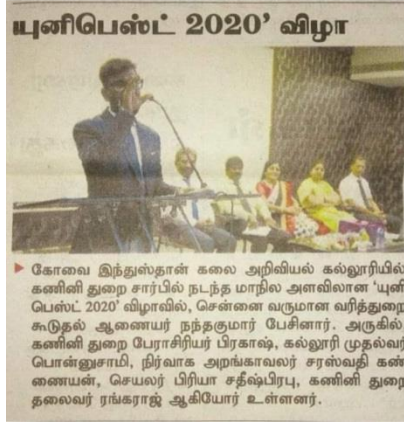 யுனிபெஸ்ட் 2020’ விழா
கோவை இந்துஸ்தான் கலை அறிவியல் கல்லூரியில்
கணினி துறை சார்பில் நடந்த மாநில அளவிலான ‘யுனி
பெஸ்ட் 2020’ விழாவில், சென்னை வருமான வரித்துறை
கூடுதல் ஆணையர் நந்தகுமார் பேசினார். அருகில்,
கணினி துறை பேராசிரியர் பிரகாஷ், கல்லூரி முதல்வர்
பொன்னுசாமி, நிர்வாக அறங்காவலர் சரஸ்வதி கண்
ணையன், செயலர் பிரியா சதீஷ்பிரபு, கணினி துறை
தலைவர் ரங்கராஜ் ஆகியோர் உள்ளனர்.